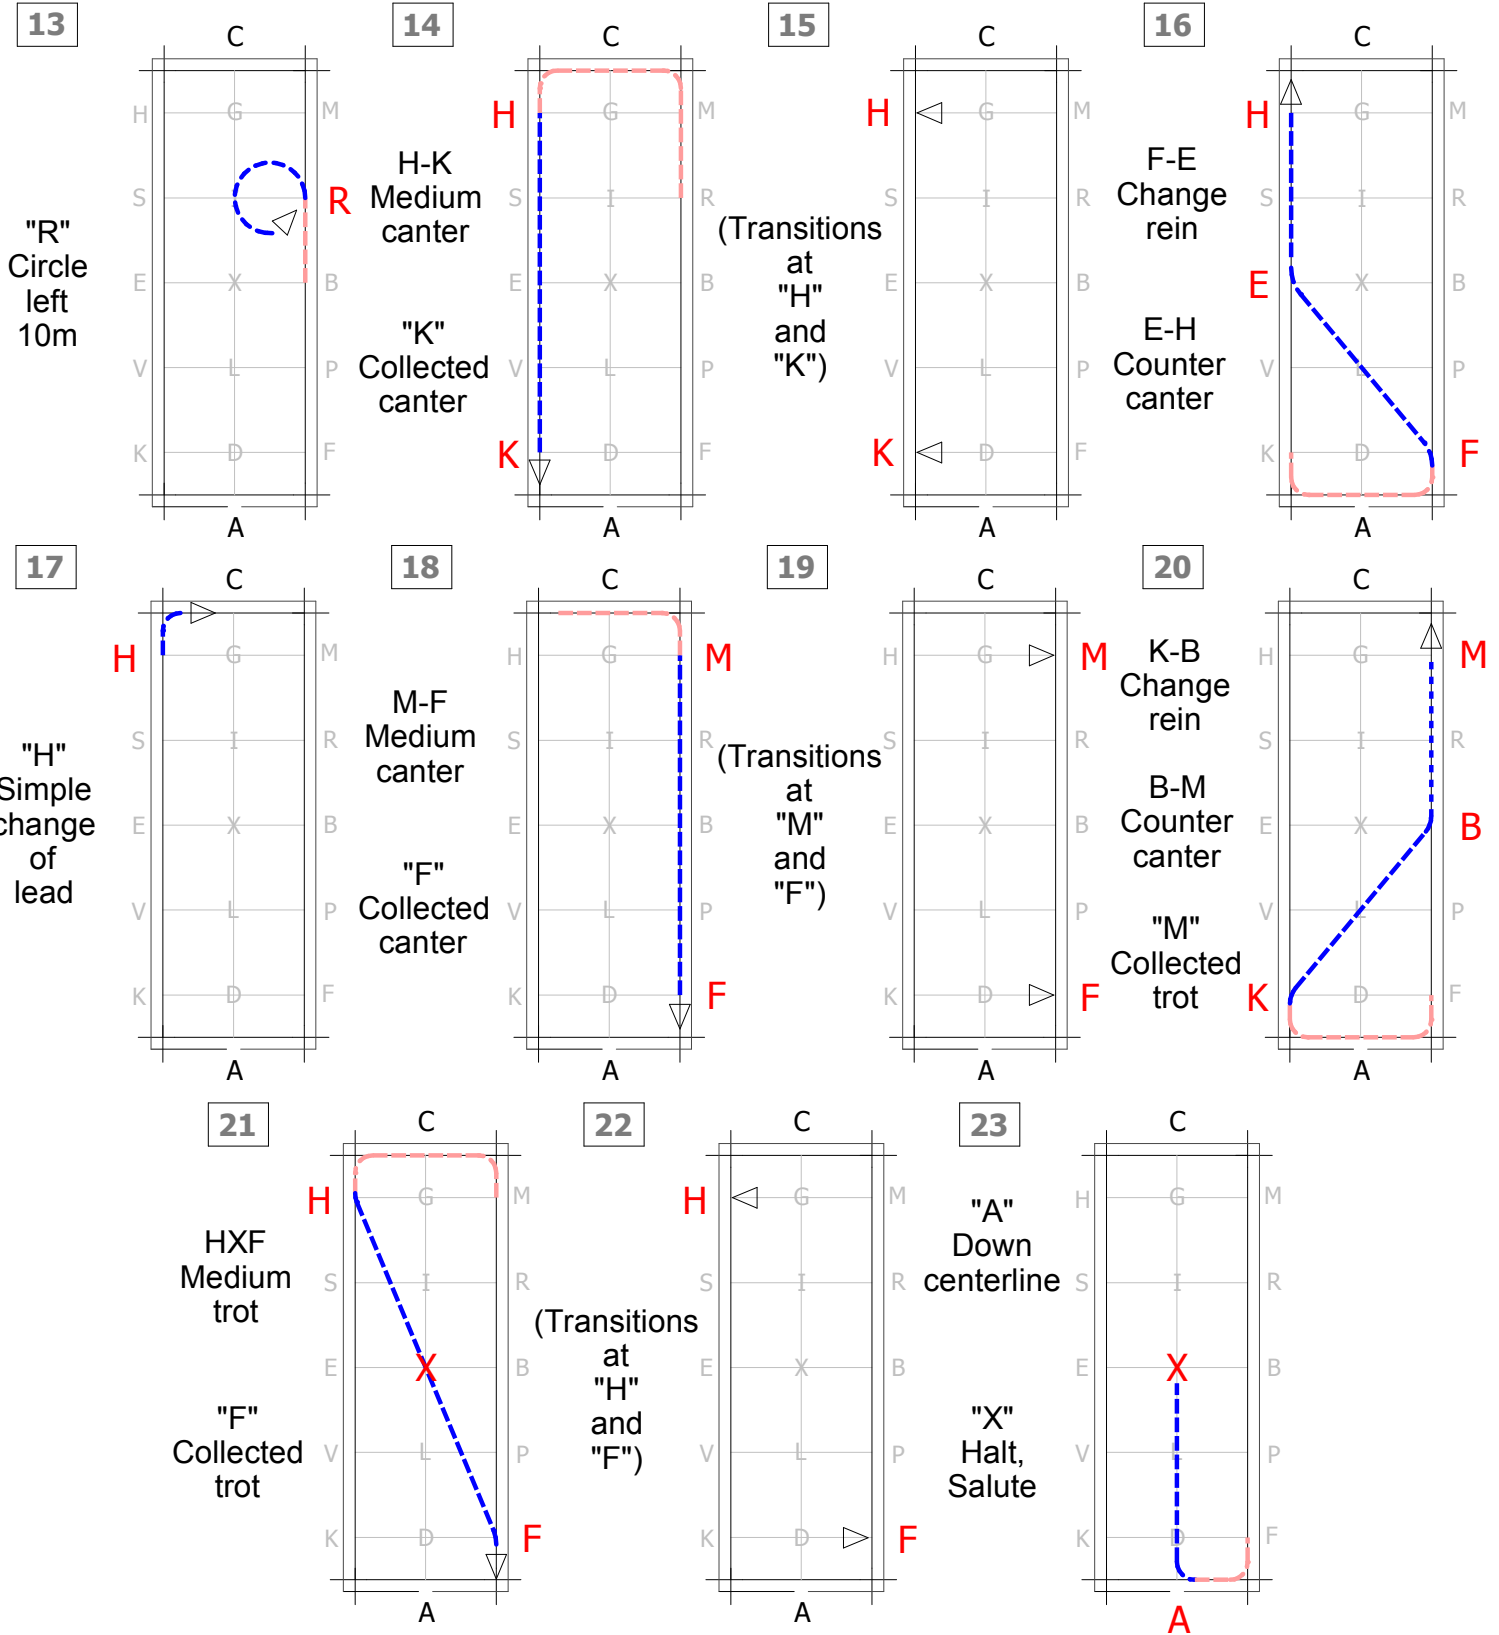 13
C
H G M
S R
E X B
V L P
K D F
A
"R"
Circle
left
10m
14
C
H G M
S I R
E X B
V L P
K D F
A
H-K
Medium
canter
"K"
Collected
canter
15
C
H G M
S I R
E X B
V L P
K D F
A
(Transitions
at
"H"
and
"K")
16
C
H G M
S I R
E X B
V L P
K D F
A
F-E
Change
rein
E-H
Counter
canter
17
C
H G M
S I R
E X B
V L P
K D F
A
"H"
Simple
change
of
lead
18
C
H G M
S I R
E X B
V L P
K D F
A
M-F
Medium
canter
"F"
Collected
canter
19
C
H G M
S I R
E X B
V L P
K D F
A
(Transitions
at
"M"
and
"F")
20
C
H G M
S I R
E X B
V L P
K D F
A
K-B
Change
rein
B-M
Counter
canter
"M"
Collected
trot
21
C
H G M
S I R
E X B
V L P
K D F
A
HXF
Medium
trot
"F"
Collected
trot
22
C
H G M
S I R
E X B
V L P
K D F
A
(Transitions
at
"H"
and
"F")
23
C
H G M
S I R
E X B
V L P
K D F
A
"A"
Down
centerline
"X"
Halt,
Salute